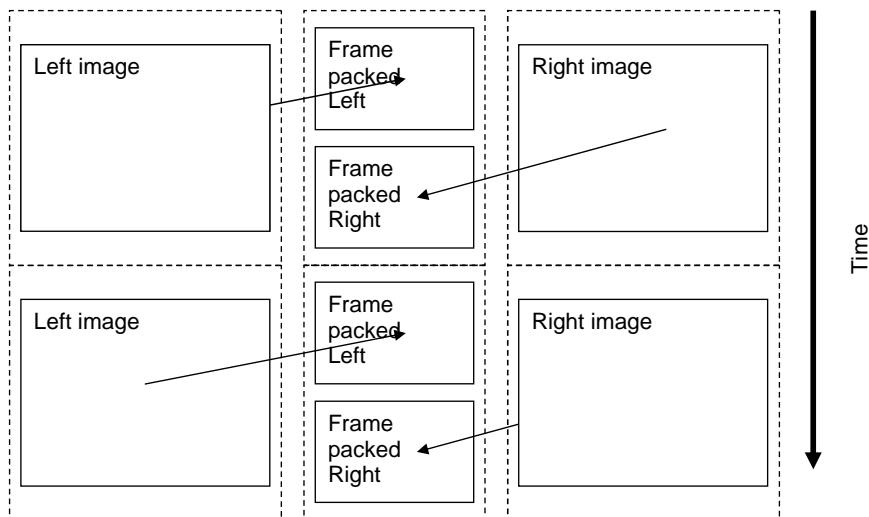 Left image
Frame
packed
Left
Right image
Frame
packed
Right
Time
Left image
Frame
packed
Left
Right image
Frame
packed
Right